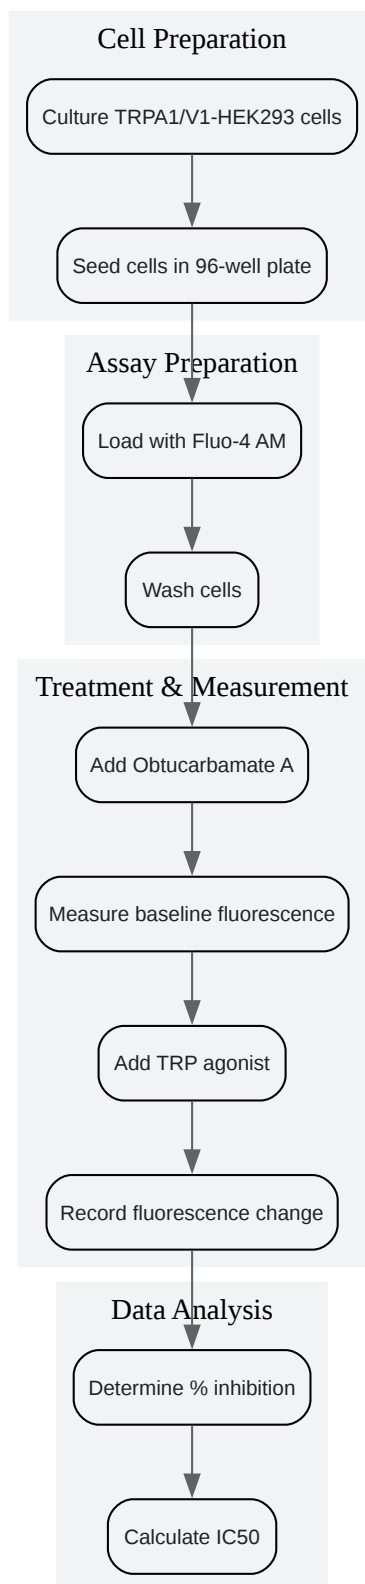 Cell Preparation
Culture TRPA1/V1-HEK293 cells
Seed cells in 96-well plate
Assay Preparation
Load with Fluo-4 AM
Wash cells
Treatment & Measurement
Add Obtucarbamate A
Measure baseline fluorescence
Add TRP agonist
Record fluorescence change
Data Analysis
Determine % inhibition
Calculate IC50